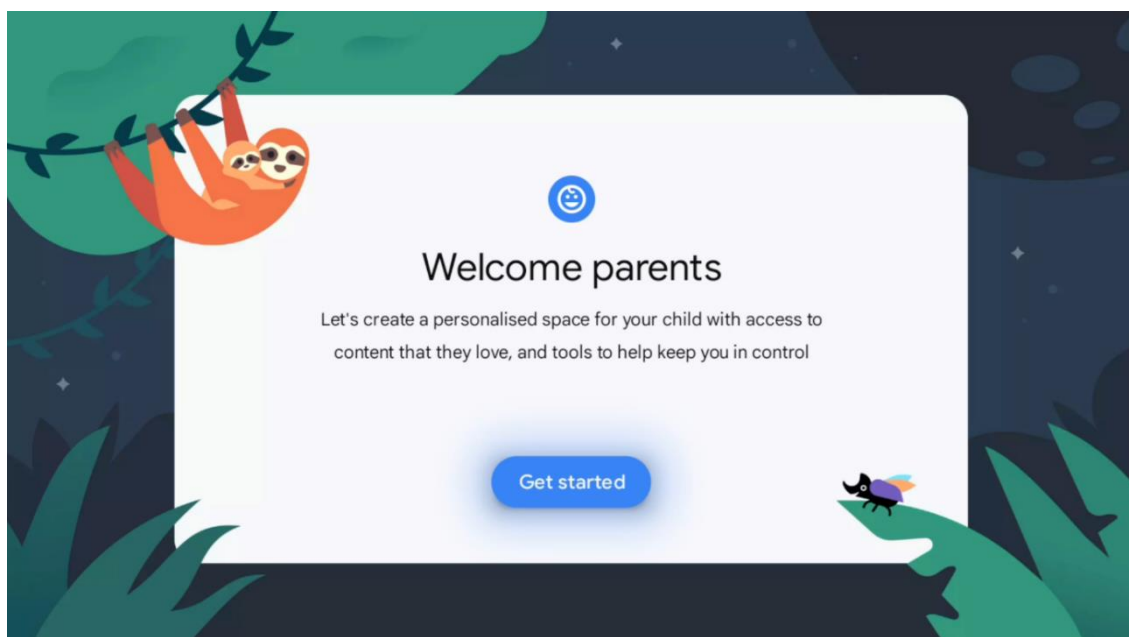 Welcome parents
Let's create a personalised space for your child with access to
content that they love, and tools to help keep you in control
Get started